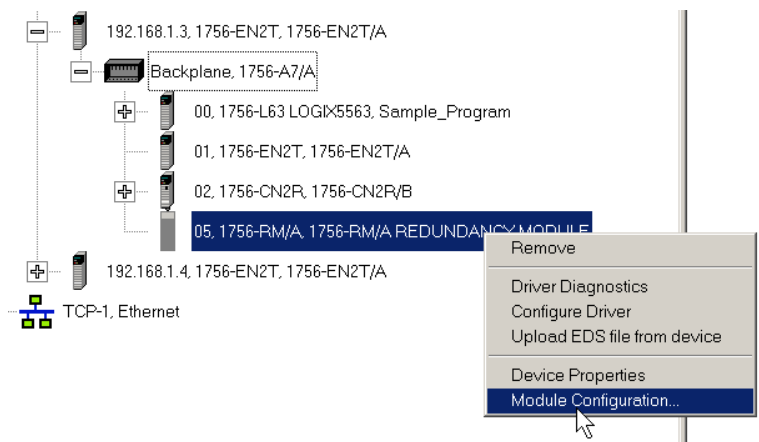 192.168.1.3, 1756-EN2T, 1756-EN2T/A
Backplane, 1756-A7/A
00, 1756-L63 LOGIX5563, Sample_Program
01, 1756-EN2T, 1756-EN2T/A
02, 1756-CN2R, 1756-CN2R/B
05, 1756-RM/A, 1756-RM/A REDUNDANCY MODULE
Remove
192.168.1.4, 1756-EN2T, 1756-EN2T/A
Driver Diagnostics
TCP-1, Ethernet
Configure Driver
Upload EDS file from device
Device Properties
Module Configuration...